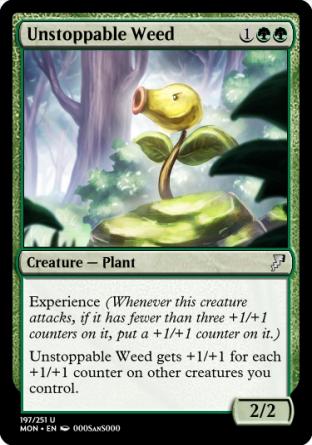 Unstoppable Weed 1
Creature — Plant
Experience (Whenever this creature
attacks, if it has fewer than three +1/+1
counters on it, put a +1/+1 counter on it.)
Unstoppable Weed gets +1/+1 for each
+1/+1 counter on other creatures you
control.
2/2
197/251 U
MON • EN 000SanS000